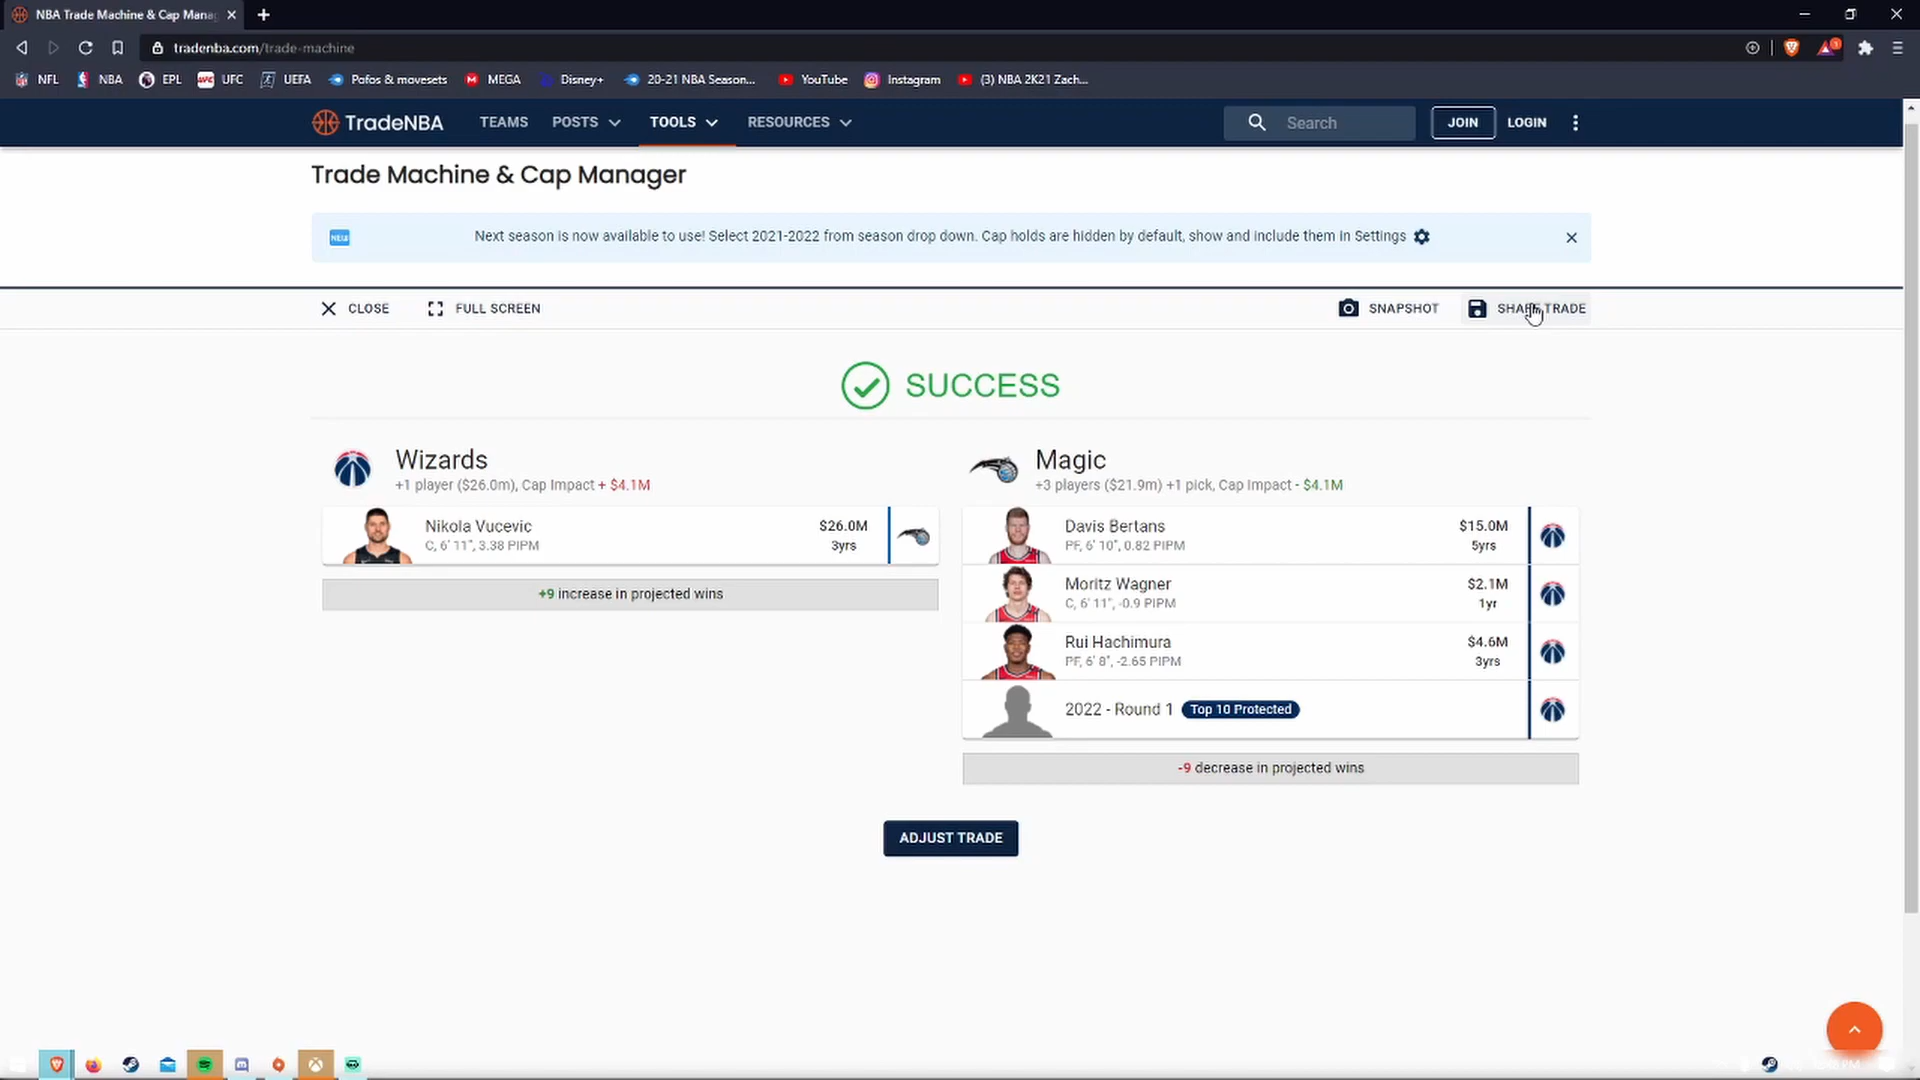 NBA Trade Machine & Cap Mana
tradenba.com/trade-machine
NFL NBA EPL UFC UEFA Pofos & movesets MEGA Disney+ 20-21 NBA Season... YouTube Instagram (3) NBA 2K21 Zach...
TradeNBA TEAMS POSTS TOOLS RESOURCES Search JOIN LOGIN
Trade Machine & Cap Manager
NEW Next season is now available to use! Select 2021-2022 from season drop down. Cap holds are hidden by default, show and include them in Settings
CLOSE FULL SCREEN SNAPSHOT SHARE TRADE
SUCCESS
Wizards
+1 player ($26.0m), Cap Impact + $4.1M
Nikola Vucevic $26.0M
C, 6' 11", 3.38 PIPM 3yrs
+9 increase in projected wins
Magic
+3 players ($21.9m) +1 pick, Cap Impact - $4.1M
Davis Bertans $15.0M
PF, 6' 10", 0.82 PIPM 5yrs
Moritz Wagner $2.1M
C, 6' 11", -0.9 PIPM 1yr
Rui Hachimura $4.6M
PF, 6' 8", -2.65 PIPM 3yrs
2022 - Round 1 Top 10 Protected
-9 decrease in projected wins
ADJUST TRADE